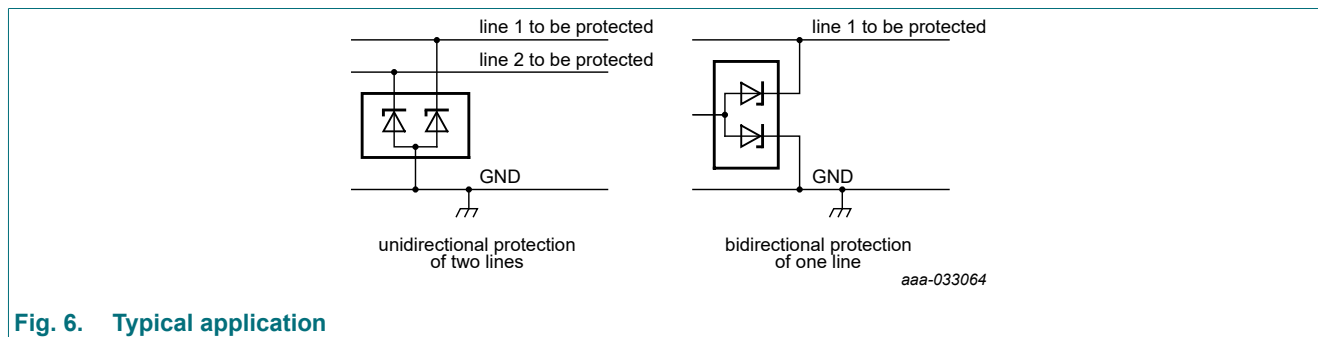 line 1 to be protected
line 2 to be protected
GND
unidirectional protection
of two lines
line 1 to be protected
GND
bidirectional protection
of one line
aaa-033064
Fig. 6. Typical application